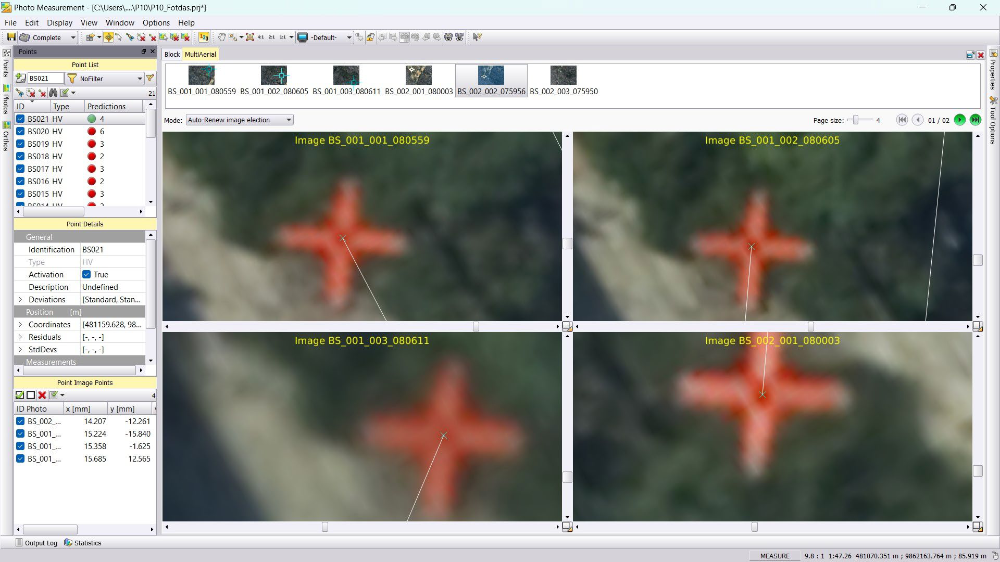 Photo Measurement - [C:\Users\....\P10\P10_Fotdas.prj*]
File Edit Display View Window Options Help
Complete 1 2 3 4:1 2:1 1:1 -Default-
Points
Block MultiAerial
Point List
BS021 NoFilter
21
BS_001_001_080559 BS_001_002_080605 BS_001_003_080611 BS_002_001_080003 BS_002_002_075956 BS_002_003_075950
Points
Photos
Orthos
Properties
Tool Options
ID Type Predictions
BS021 HV 4
BS020 HV 6
BS019 HV 3
BS018 HV 2
BS017 HV 3
BS016 HV 2
BS015 HV 3
BS014 HV 2
Mode: Auto-Renew image election Page size: 4 01 / 02
Image BS_001_001_080559
Image BS_001_002_080605
Image BS_001_003_080611
Image BS_002_001_080003
Point Details
General
Identification BS021
Type HV
Activation True
Description Undefined
Deviations [Standard, Stan...
Position [m]
Coordinates [481159.628, 98...
Residuals [-, -, -]
StdDevs [-, -, -]
Measurements
Point Image Points
4
ID Photo x [mm] y [mm]
BS_002_... 14.207 -12.261
BS_001_... 15.224 -15.840
BS_001_... 15.358 -1.625
BS_001_... 15.685 12.565
Output Log Statistics
MEASURE 9.8 : 1 1:47.26 481070.351 m ; 9862163.764 m ; 85.919 m